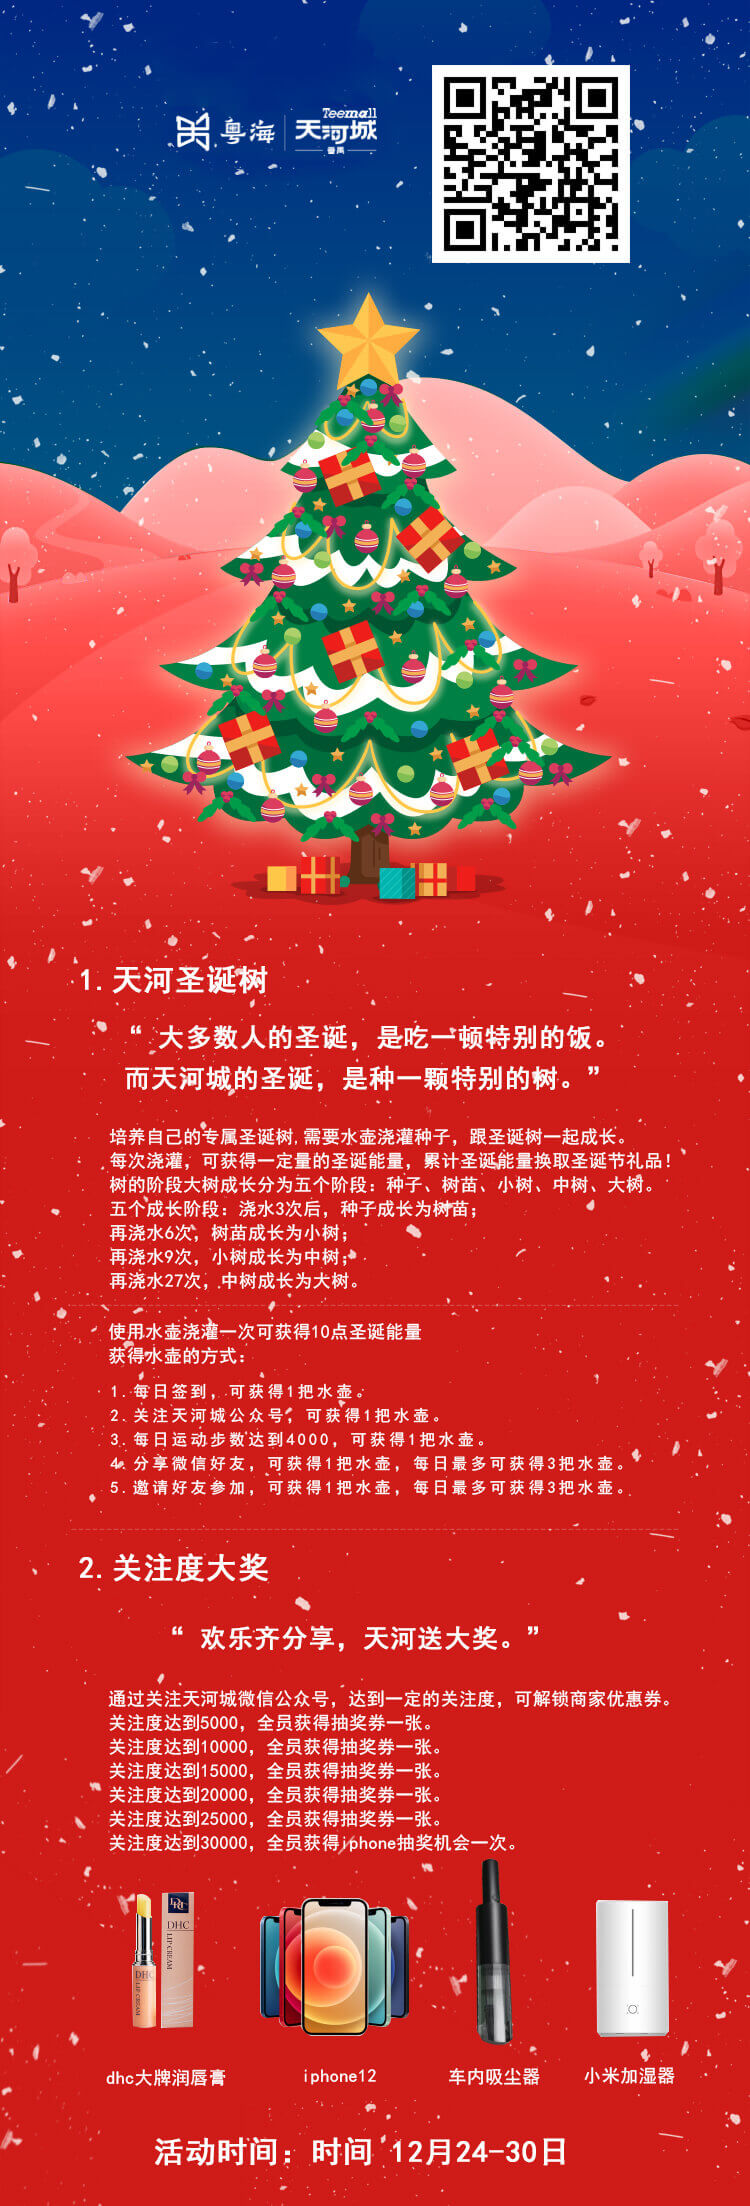 粤海
Teemall
天河城
番禺
1.天河圣诞树
“ 大多数人的圣诞，是吃一顿特别的饭。
而天河城的圣诞，是种一颗特别的树。”
培养自己的专属圣诞树,需要水壶浇灌种子，跟圣诞树一起成长。
每次浇灌，可获得一定量的圣诞能量，累计圣诞能量换取圣诞节礼品！
树的阶段大树成长分为五个阶段：种子、树苗、小树、中树、大树。
五个成长阶段：浇水3次后，种子成长为树苗；
再浇水6次，树苗成长为小树；
再浇水9次，小树成长为中树；
再浇水27次，中树成长为大树。
使用水壶浇灌一次可获得10点圣诞能量
获得水壶的方式：
1.每日签到，可获得1把水壶。
2.关注天河城公众号，可获得1把水壶。
3.每日运动步数达到4000，可获得1把水壶。
4.分享微信好友，可获得1把水壶，每日最多可获得3把水壶。
5.邀请好友参加，可获得1把水壶，每日最多可获得3把水壶。
2.关注度大奖
“ 欢乐齐分享，天河送大奖。”
通过关注天河城微信公众号，达到一定的关注度，可解锁商家优惠券。
关注度达到5000，全员获得抽奖券一张。
关注度达到10000，全员获得抽奖券一张。
关注度达到15000，全员获得抽奖券一张。
关注度达到20000，全员获得抽奖券一张。
关注度达到25000，全员获得抽奖券一张。
关注度达到30000，全员获得iphone抽奖机会一次。
DHC
LIP CREAM
DHC
LIP CREAM
dhc大牌润唇膏
iphone12
车内吸尘器
小米加湿器
活动时间：时间 12月24-30日